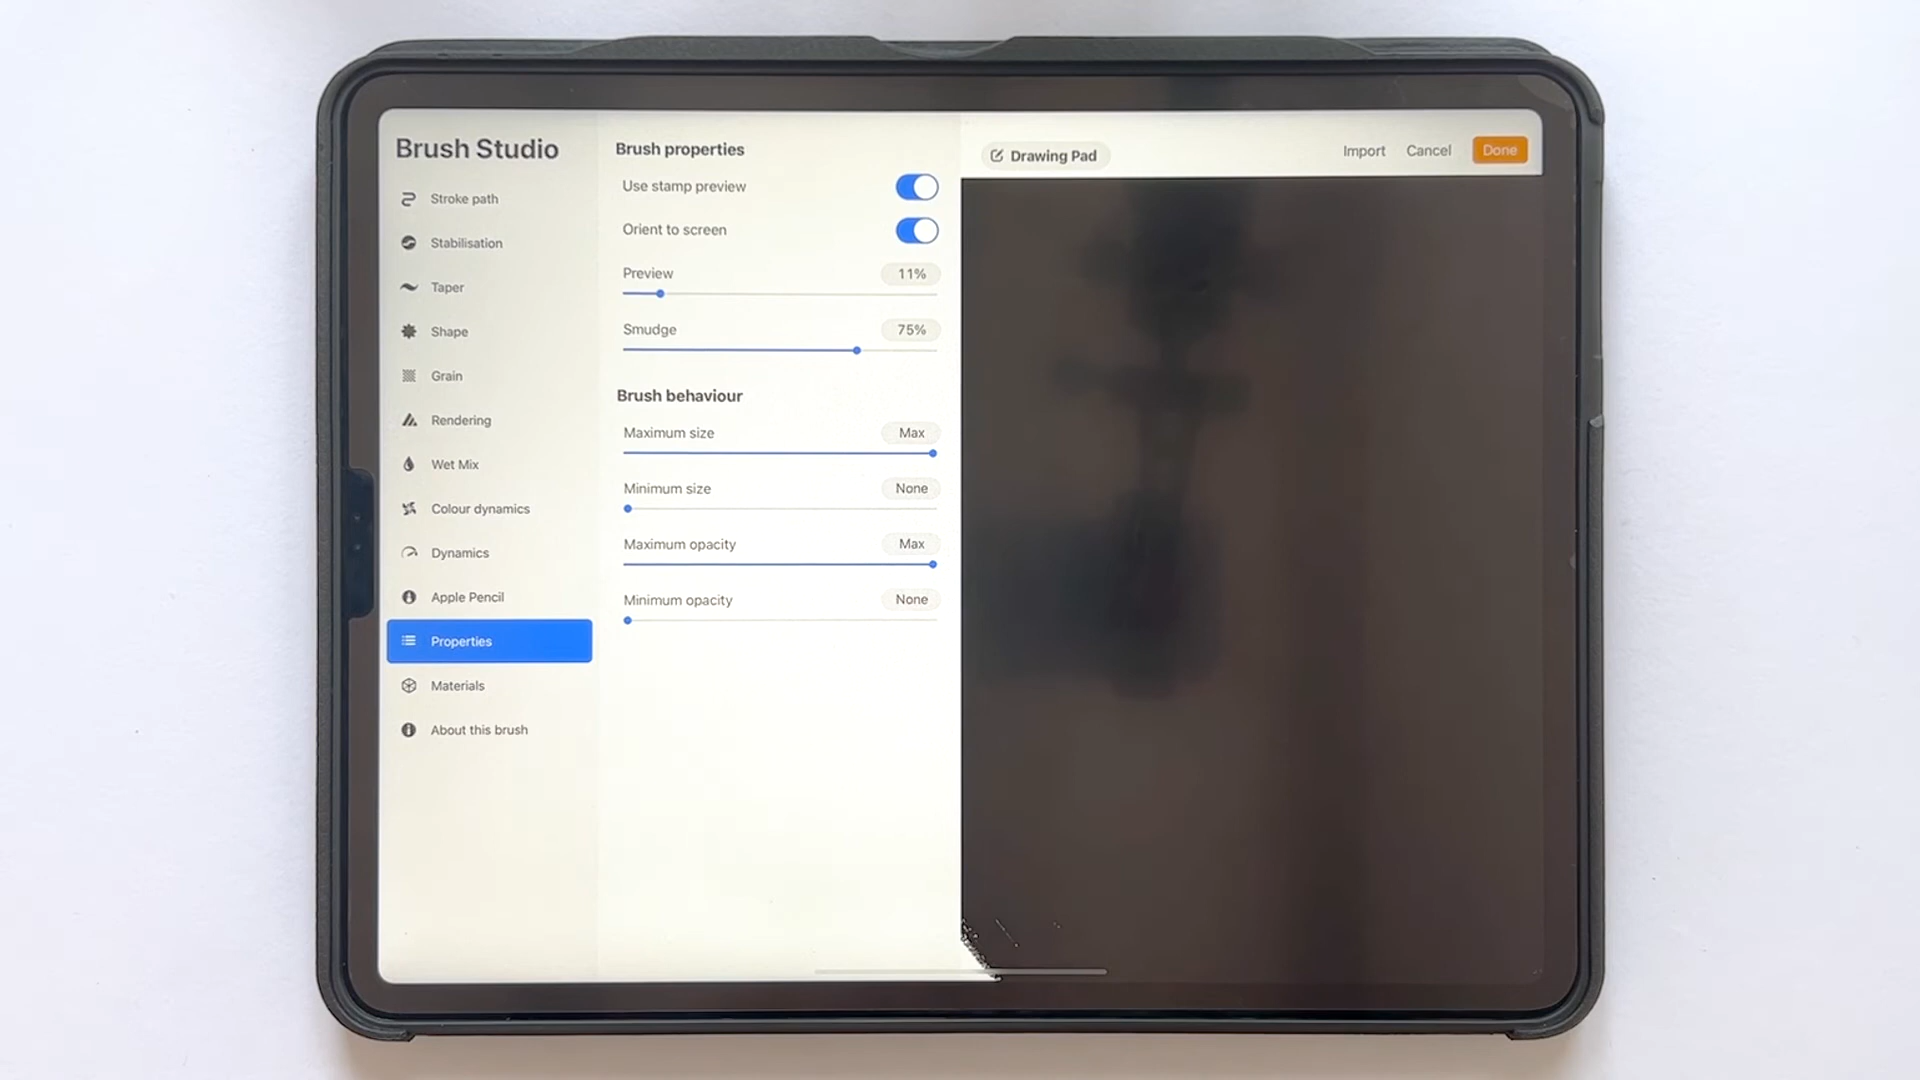 Brush Studio
Stroke path
Stabilisation
Taper
Shape
Grain
Rendering
Wet Mix
Colour dynamics
Dynamics
Apple Pencil
Properties
Materials
About this brush
Brush properties
Use stamp preview
Orient to screen
Preview 11%
Smudge 75%
Brush behaviour
Maximum size Max
Minimum size None
Maximum opacity Max
Minimum opacity None
Drawing Pad
Import Cancel Done